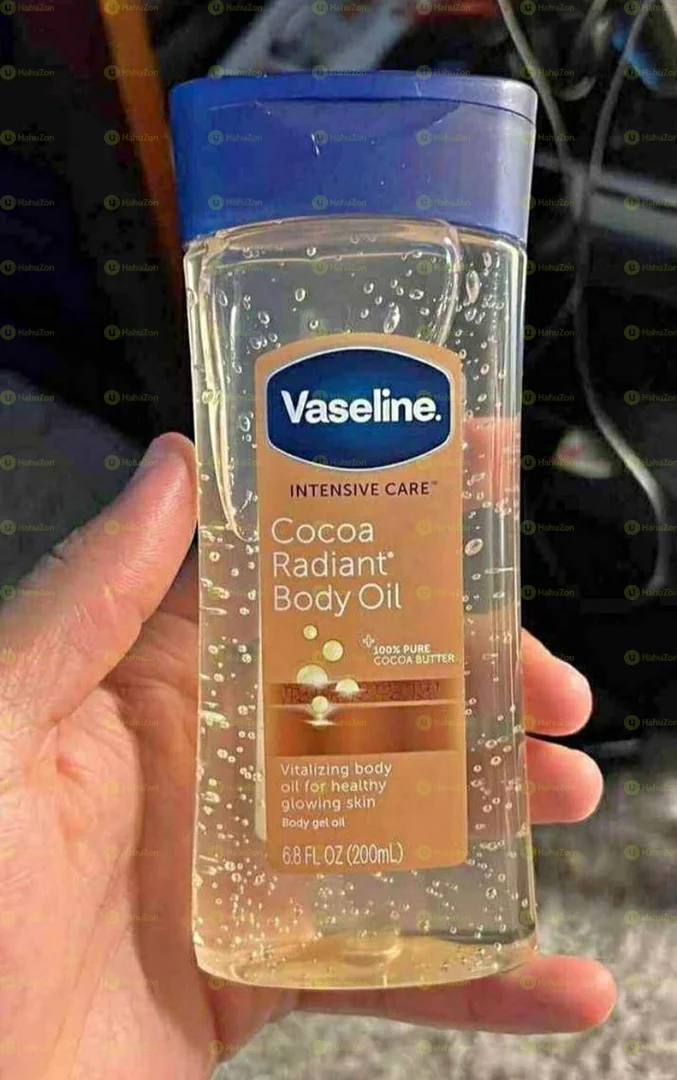 Vaseline.
INTENSIVE CARE™
Cocoa
Radiant®
Body Oil
100% PURE
COCOA BUTTER
Vitalizing body
oil for healthy
glowing skin
Body gel oil
6.8 FL OZ (200mL)
HahuZon